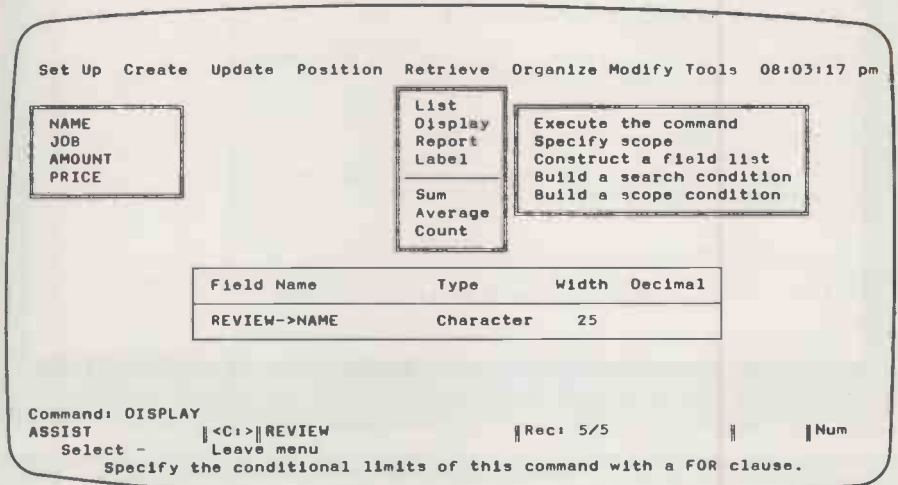 Set Up Create Update Position Retrieve Organize Modify Tools 08:03:17 pm
NAME
JOB
AMOUNT
PRICE
List
Display
Report
Label
Sum
Average
Count
Execute the command
Specify scope
Construct a field list
Build a search condition
Build a scope condition
Field Name Type Width Decimal
REVIEW->NAME Character 25
Command: DISPLAY
ASSIST <C:> REVIEW Rec: 5/5 Num
Select - Leave menu
Specify the conditional limits of this command with a FOR clause.